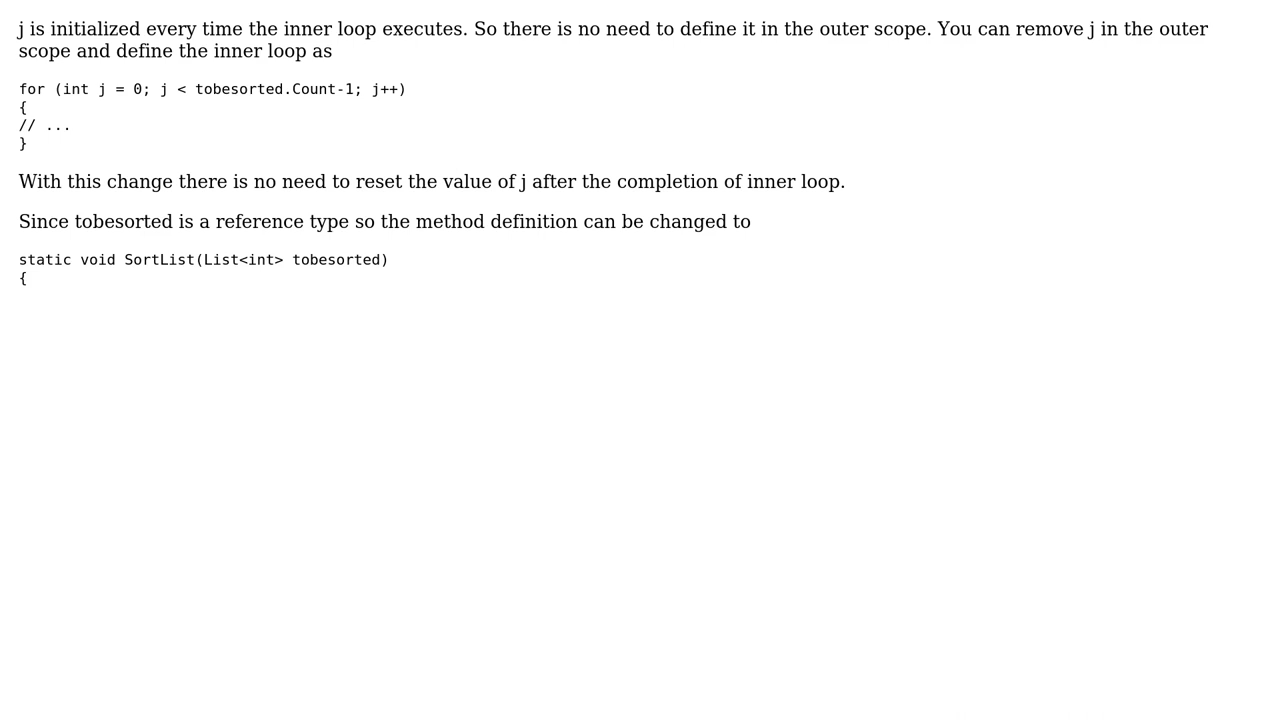 j is initialized every time the inner loop executes. So there is no need to define it in the outer scope. You can remove j in the outer
scope and define the inner loop as
for (int j = 0; j < tobesorted.Count-1; j++)
{
// ...
}
With this change there is no need to reset the value of j after the completion of inner loop.
Since tobesorted is a reference type so the method definition can be changed to
static void SortList(List<int> tobesorted)
{